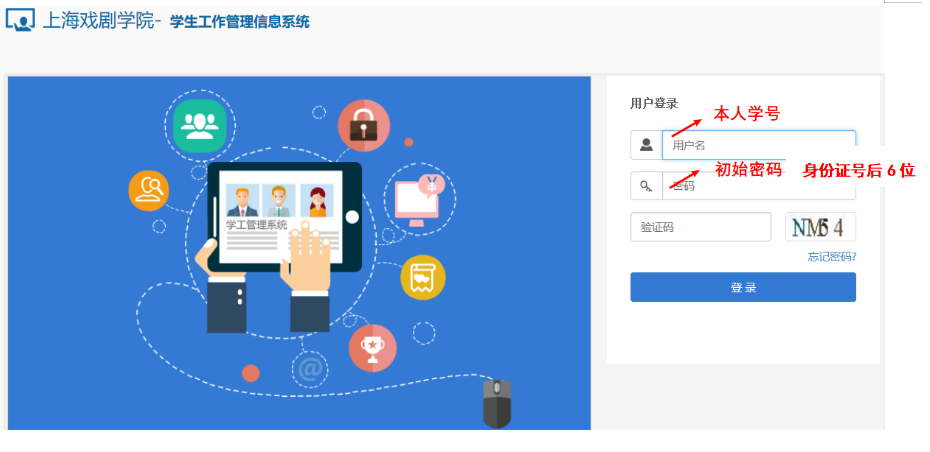 上海戏剧学院- 学生工作管理信息系统
用户登录
本人学号
用户名
初始密码 身份证号后 6 位
密码
验证码
NM54
忘记密码?
登 录
学工管理系统
¥
@